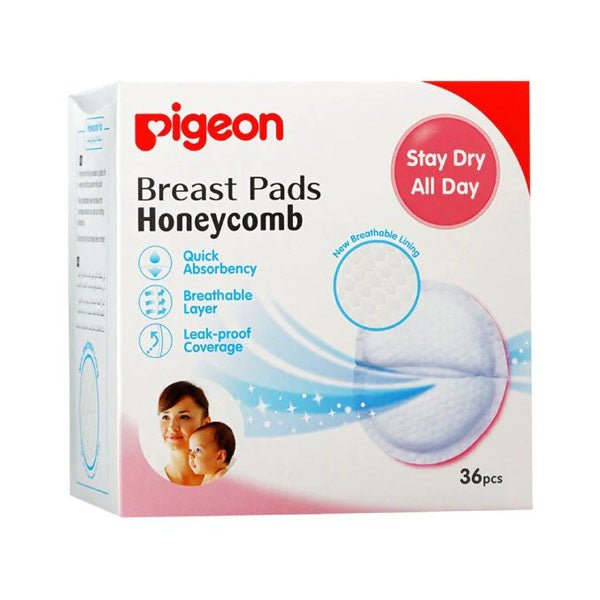 pigeon
Stay Dry
All Day
Breast Pads
Honeycomb
New Breathable Lining
Quick
Absorbency
Breathable
Layer
Leak-proof
Coverage
36pcs